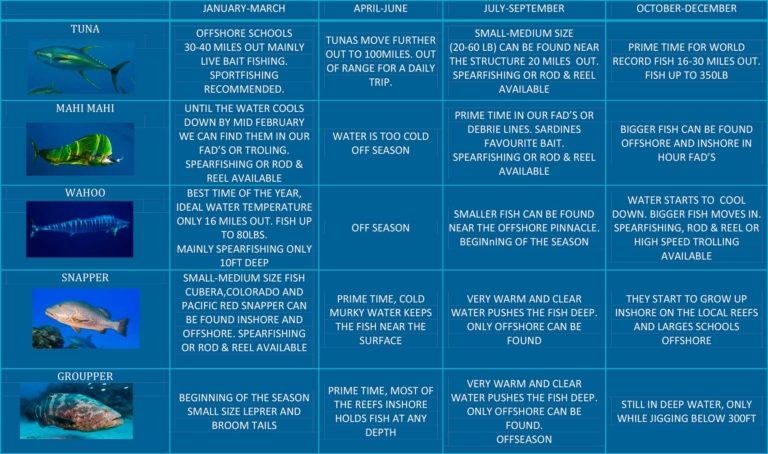 JANUARY-MARCH APRIL-JUNE JULY-SEPTEMBER OCTOBER-DECEMBER
TUNA
OFFSHORE SCHOOLS
30-40 MILES OUT MAINLY
LIVE BAIT FISHING.
SPORTFISHING
RECOMMENDED.
TUNAS MOVE FURTHER
OUT TO 100MILES. OUT
OF RANGE FOR A DAILY
TRIP.
SMALL-MEDIUM SIZE
(20-60 LB) CAN BE FOUND NEAR
THE STRUCTURE 20 MILES OUT.
SPEARFISHING OR ROD & REEL
AVAILABLE
PRIME TIME FOR WORLD
RECORD FISH 16-30 MILES OUT.
FISH UP TO 350LB
MAHI MAHI
UNTIL THE WATER COOLS
DOWN BY MID FEBRUARY
WE CAN FIND THEM IN OUR
FAD'S OR TROLING.
SPEARFISHING OR ROD &
REEL AVAILABLE
WATER IS TOO COLD
OFF SEASON
PRIME TIME IN OUR FAD'S OR
DEBRIE LINES. SARDINES
FAVOURITE BAIT.
SPEARFISHING OR ROD & REEL
AVAILABLE
BIGGER FISH CAN BE FOUND
OFFSHORE AND INSHORE IN
HOUR FAD'S
WAHOO
BEST TIME OF THE YEAR,
IDEAL WATER TEMPERATURE
ONLY 16 MILES OUT. FISH UP
TO 80LBS.
MAINLY SPEARFISHING ONLY
10FT DEEP
OFF SEASON
SMALLER FISH CAN BE FOUND
NEAR THE OFFSHORE PINNACLE.
BEGINnING OF THE SEASON
WATER STARTS TO COOL
DOWN. BIGGER FISH MOVES IN.
SPEARFISHING, ROD & REEL OR
HIGH SPEED TROLLING
AVAILABLE
SNAPPER
SMALL-MEDIUM SIZE FISH
CUBERA,COLORADO AND
PACIFIC RED SNAPPER CAN
BE FOUND INSHORE AND
OFFSHORE. SPEARFISHING
OR ROD & REEL AVAILABLE
PRIME TIME, COLD
MURKY WATER KEEPS
THE FISH NEAR THE
SURFACE
VERY WARM AND CLEAR
WATER PUSHES THE FISH DEEP.
ONLY OFFSHORE CAN BE
FOUND
THEY START TO GROW UP
INSHORE ON THE LOCAL REEFS
AND LARGES SCHOOLS
OFFSHORE
GROUPPER
BEGINNING OF THE SEASON
SMALL SIZE LEPRER AND
BROOM TAILS
PRIME TIME, MOST OF
THE REEFS INSHORE
HOLDS FISH AT ANY
DEPTH
VERY WARM AND CLEAR
WATER PUSHES THE FISH DEEP.
ONLY OFFSHORE CAN BE
FOUND.
OFFSEASON
STILL IN DEEP WATER, ONLY
WHILE JIGGING BELOW 300FT